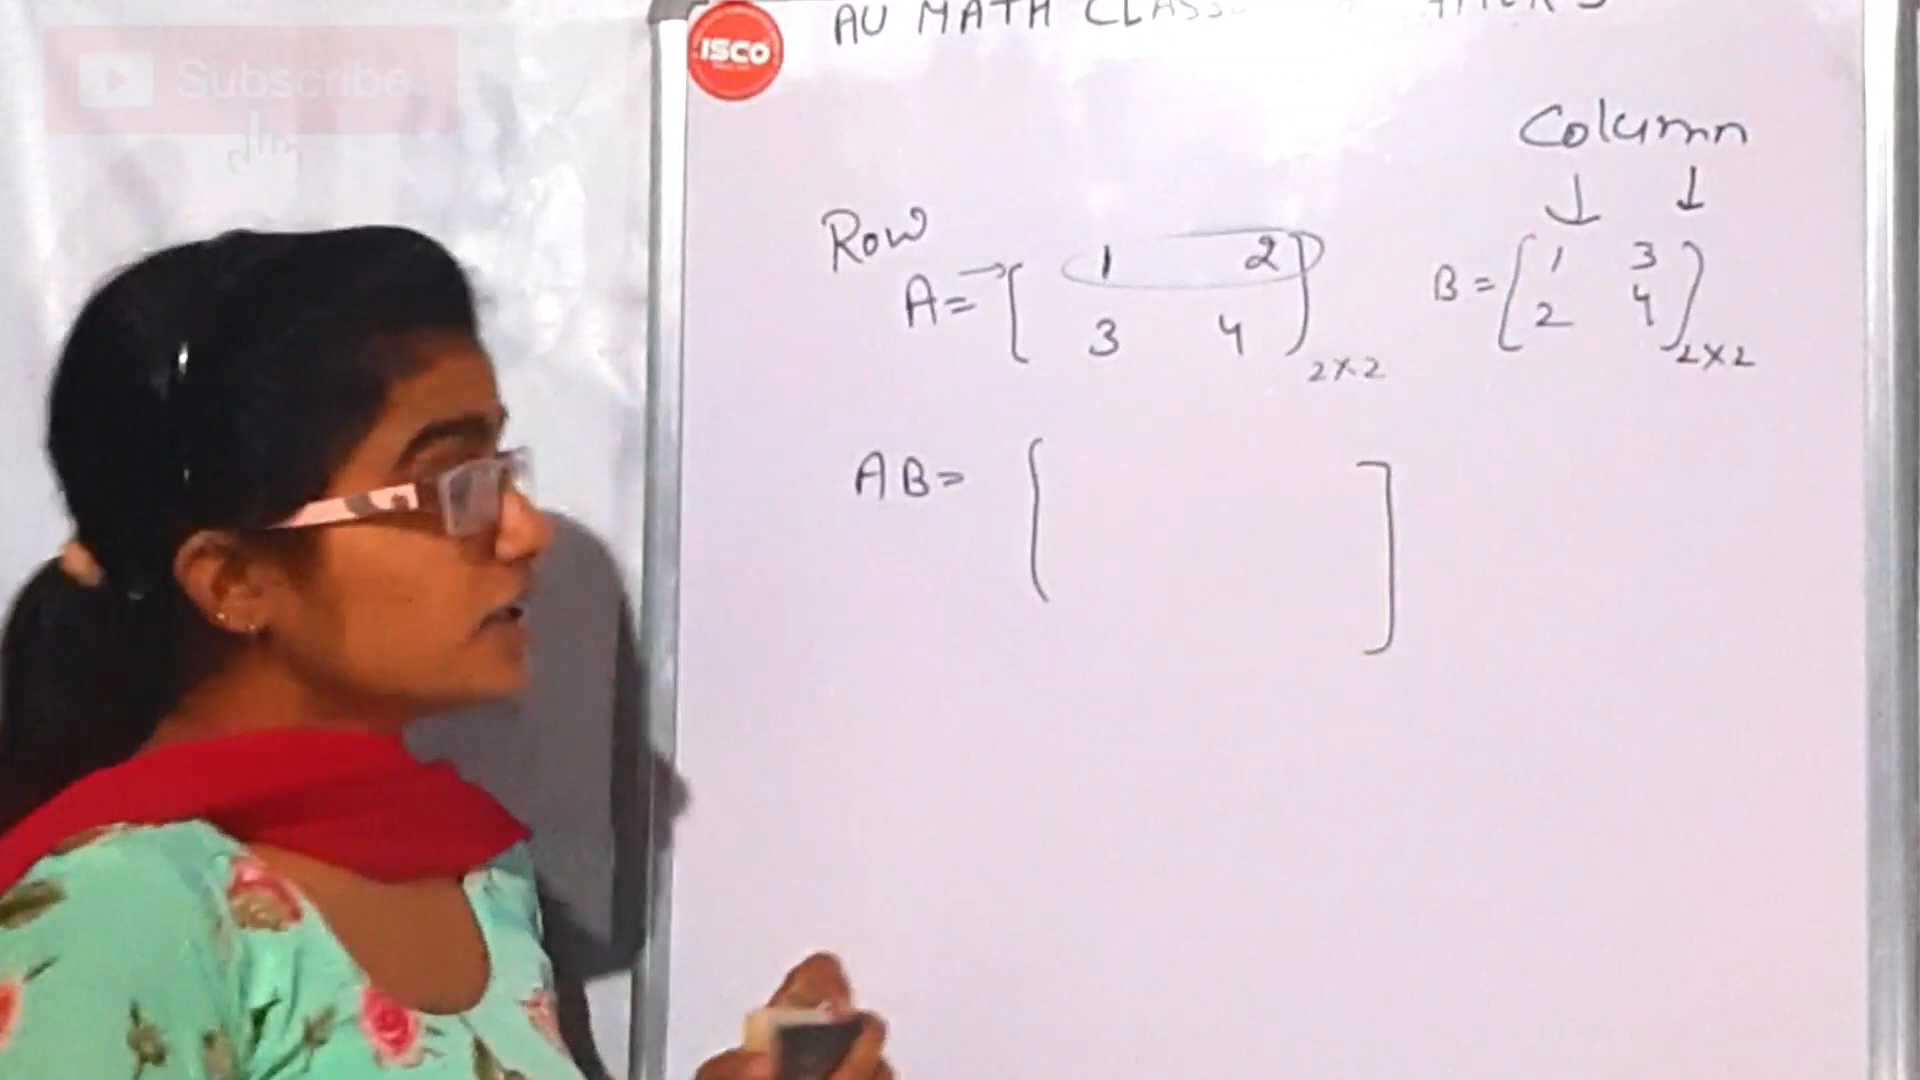 Subscribe
ISCO
AU MATH CLASS
Column
↓ ↓
Row
A = → [ 1 2
3 4 ] 2×2
B = [ 1 3
2 4 ] 2×2
AB = [ ]